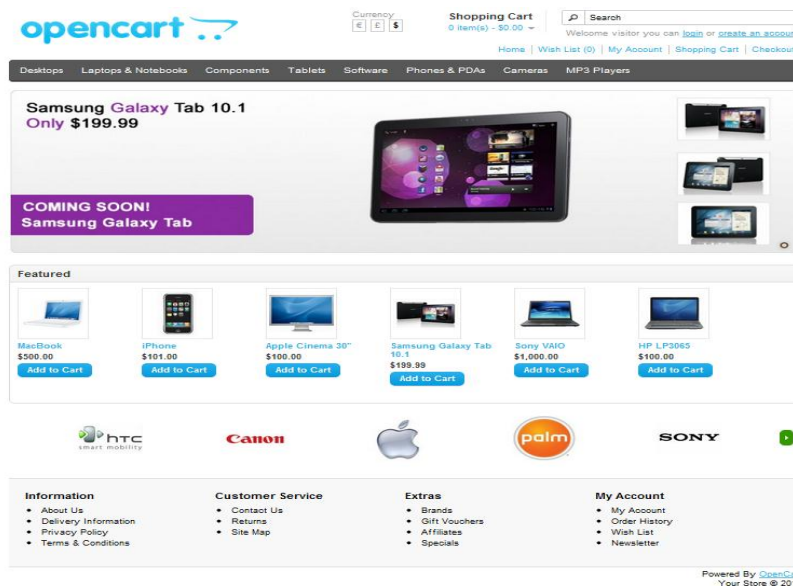 opencart
Currency
€ £ $
Shopping Cart
0 item(s) - $0.00
Search
Welcome visitor you can login or create an accoun
Home | Wish List (0) | My Account | Shopping Cart | Checkout
Desktops Laptops & Notebooks Components Tablets Software Phones & PDAs Cameras MP3 Players
Samsung Galaxy Tab 10.1
Only $199.99
COMING SOON!
Samsung Galaxy Tab
Featured
MacBook
$500.00
Add to Cart
iPhone
$101.00
Add to Cart
Apple Cinema 30"
$100.00
Add to Cart
Samsung Galaxy Tab
10.1
$199.99
Add to Cart
Sony VAIO
$1,000.00
Add to Cart
HP LP3065
$100.00
Add to Cart
hTC
smart mobility
Canon
palm
SONY
Information
About Us
Delivery Information
Privacy Policy
Terms & Conditions
Customer Service
Contact Us
Returns
Site Map
Extras
Brands
Gift Vouchers
Affiliates
Specials
My Account
My Account
Order History
Wish List
Newsletter
Powered By OpenCa
Your Store © 20